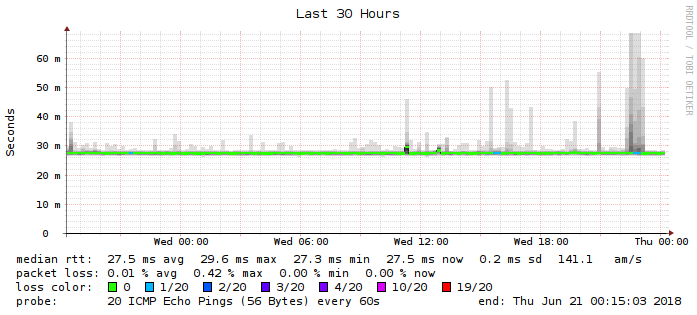 Last 30 Hours
RRDTOOL / TOBI OETIKER
Seconds
60 m
50 m
40 m
30 m
20 m
10 m
0
Wed 00:00 Wed 06:00 Wed 12:00 Wed 18:00 Thu 00:00
median rtt: 27.5 ms avg 29.6 ms max 27.3 ms min 27.5 ms now 0.2 ms sd 141.1 am/s
packet loss: 0.01 % avg 0.42 % max 0.00 % min 0.00 % now
loss color: 0 1/20 2/20 3/20 4/20 10/20 19/20
probe: 20 ICMP Echo Pings (56 Bytes) every 60s end: Thu Jun 21 00:15:03 2018